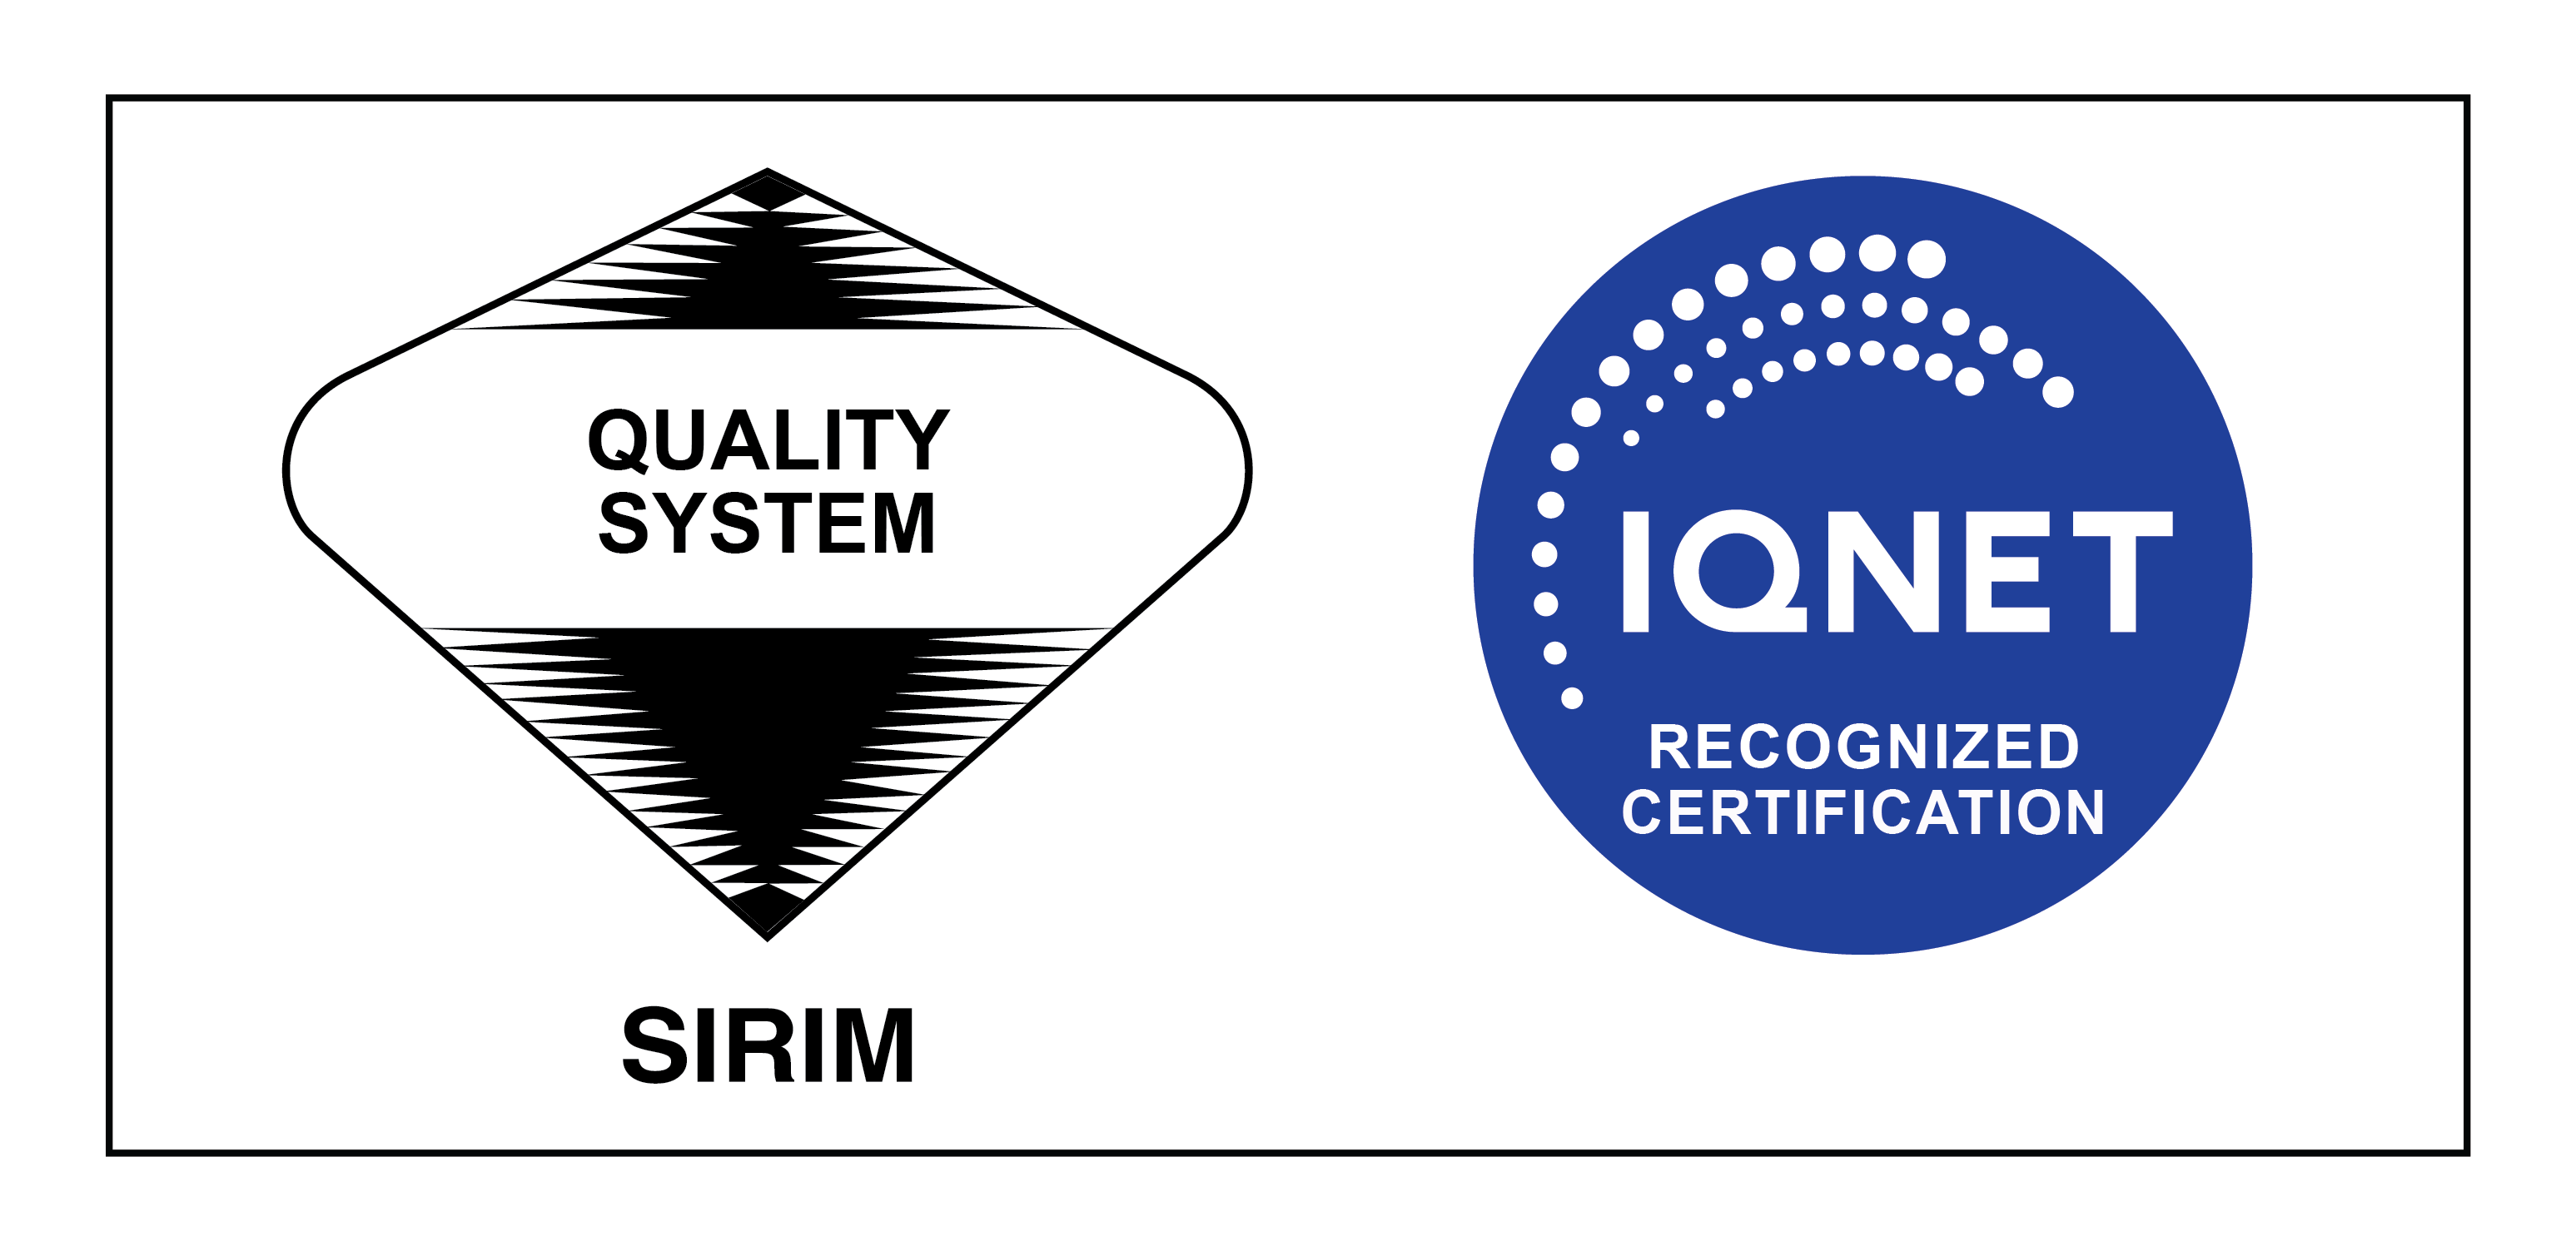 QUALITY
SYSTEM
SIRIM
IQNET
RECOGNIZED
CERTIFICATION